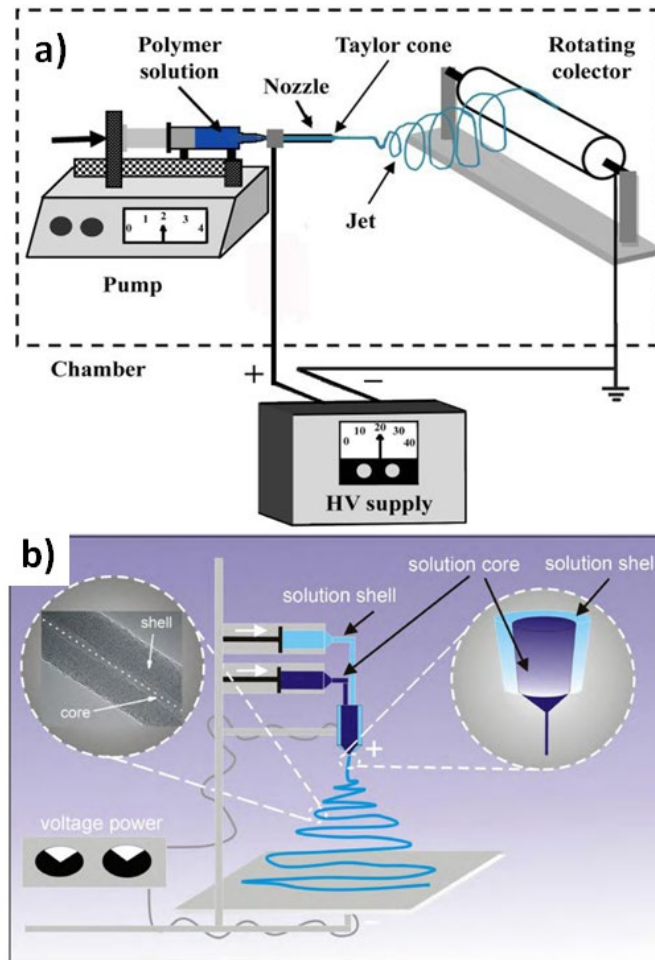 a)
Polymer
solution
Nozzle
Taylor cone
Rotating
colector
Jet
0 1 2 3 4
Pump
Chamber
+
−
0 10 20 30 40
HV supply
b)
shell
core
solution shell
solution core
solution shell
+
voltage power
−